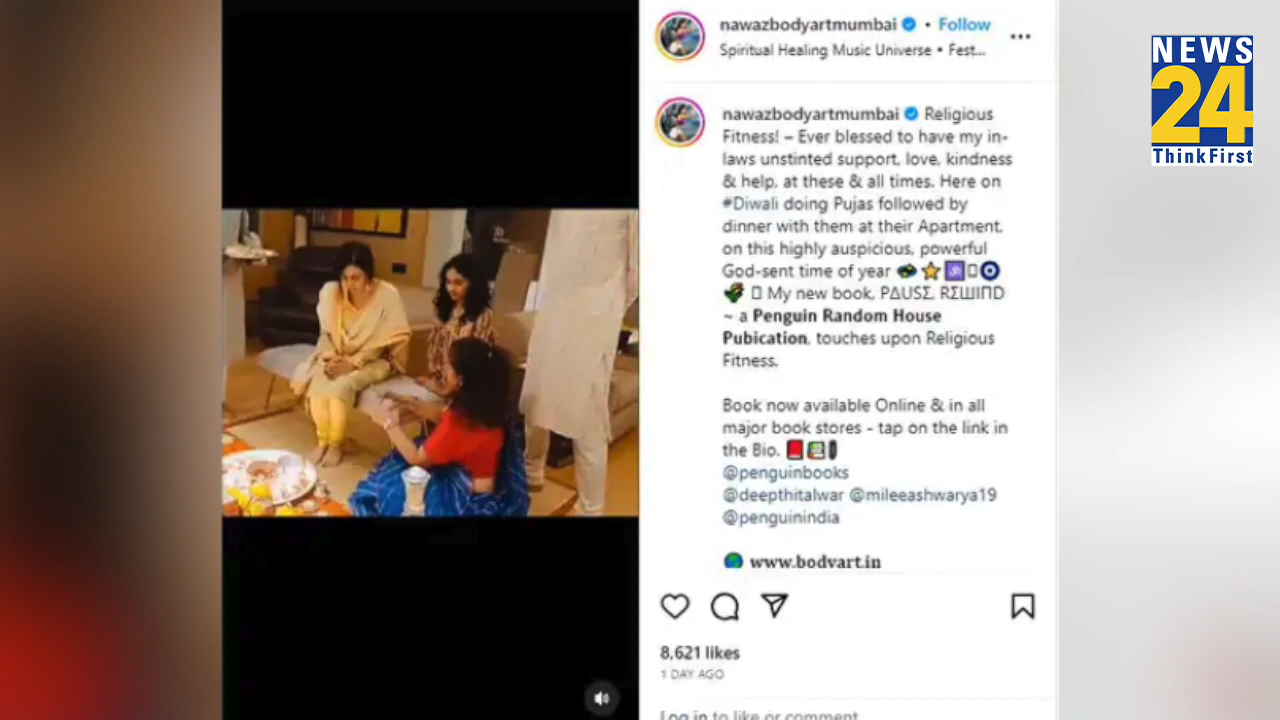 NEWS
24
ThinkFirst
nawazbodyartmumbai • Follow
Spiritual Healing Music Universe • Fest...
nawazbodyartmumbai Religious
Fitness! – Ever blessed to have my in-
laws unstinted support, love, kindness
& help, at these & all times. Here on
#Diwali doing Pujas followed by
dinner with them at their Apartment,
on this highly auspicious, powerful
God-sent time of year 🪬⭐🕉️▯🧿
🐉 ▯ My new book, PΔUSΣ, RΣШIПD
~ a Penguin Random House
Pubication, touches upon Religious
Fitness.
Book now available Online & in all
major book stores - tap on the link in
the Bio. 📕📗🖊
@penguinbooks
@deepthitalwar @mileeashwarya19
@penguinindia
🌍 www.bodyart.in
8,621 likes
1 DAY AGO
Log in to like or comment.